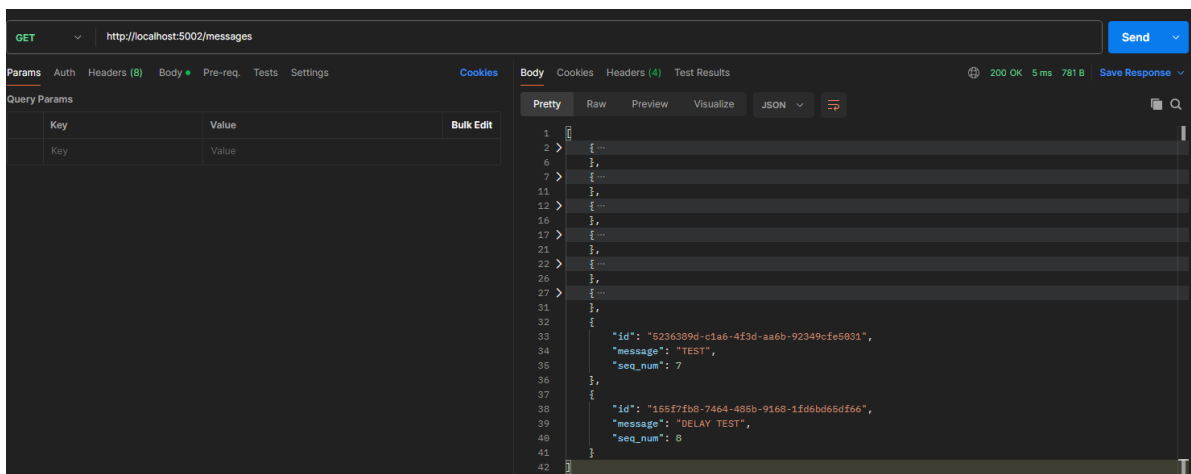 GET http://localhost:5002/messages Send
Params Auth Headers (8) Body Pre-req. Tests Settings Cookies
Query Params
Key Value Bulk Edit
Key Value
Body Cookies Headers (4) Test Results 200 OK 5 ms 781 B Save Response
Pretty Raw Preview Visualize JSON
1 [
2 { ...
6 },
7 { ...
11 },
12 { ...
16 },
17 { ...
21 },
22 { ...
26 },
27 { ...
31 },
32 {
33 "id": "5236389d-c1a6-4f3d-aa6b-92349cfe5031",
34 "message": "TEST",
35 "seq_num": 7
36 },
37 {
38 "id": "155f7fb8-7464-485b-9168-1fd6bd65df66",
39 "message": "DELAY TEST",
40 "seq_num": 8
41 }
42 ]